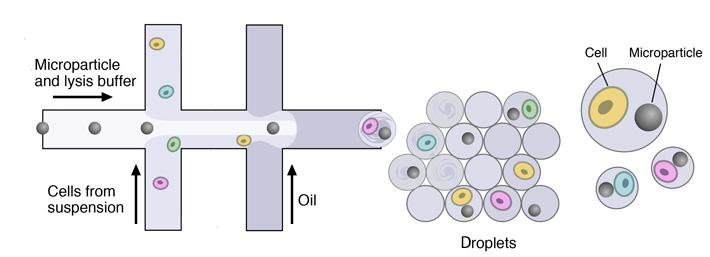 Microparticle
and lysis buffer
Cells from
suspension
Oil
Droplets
Cell
Microparticle